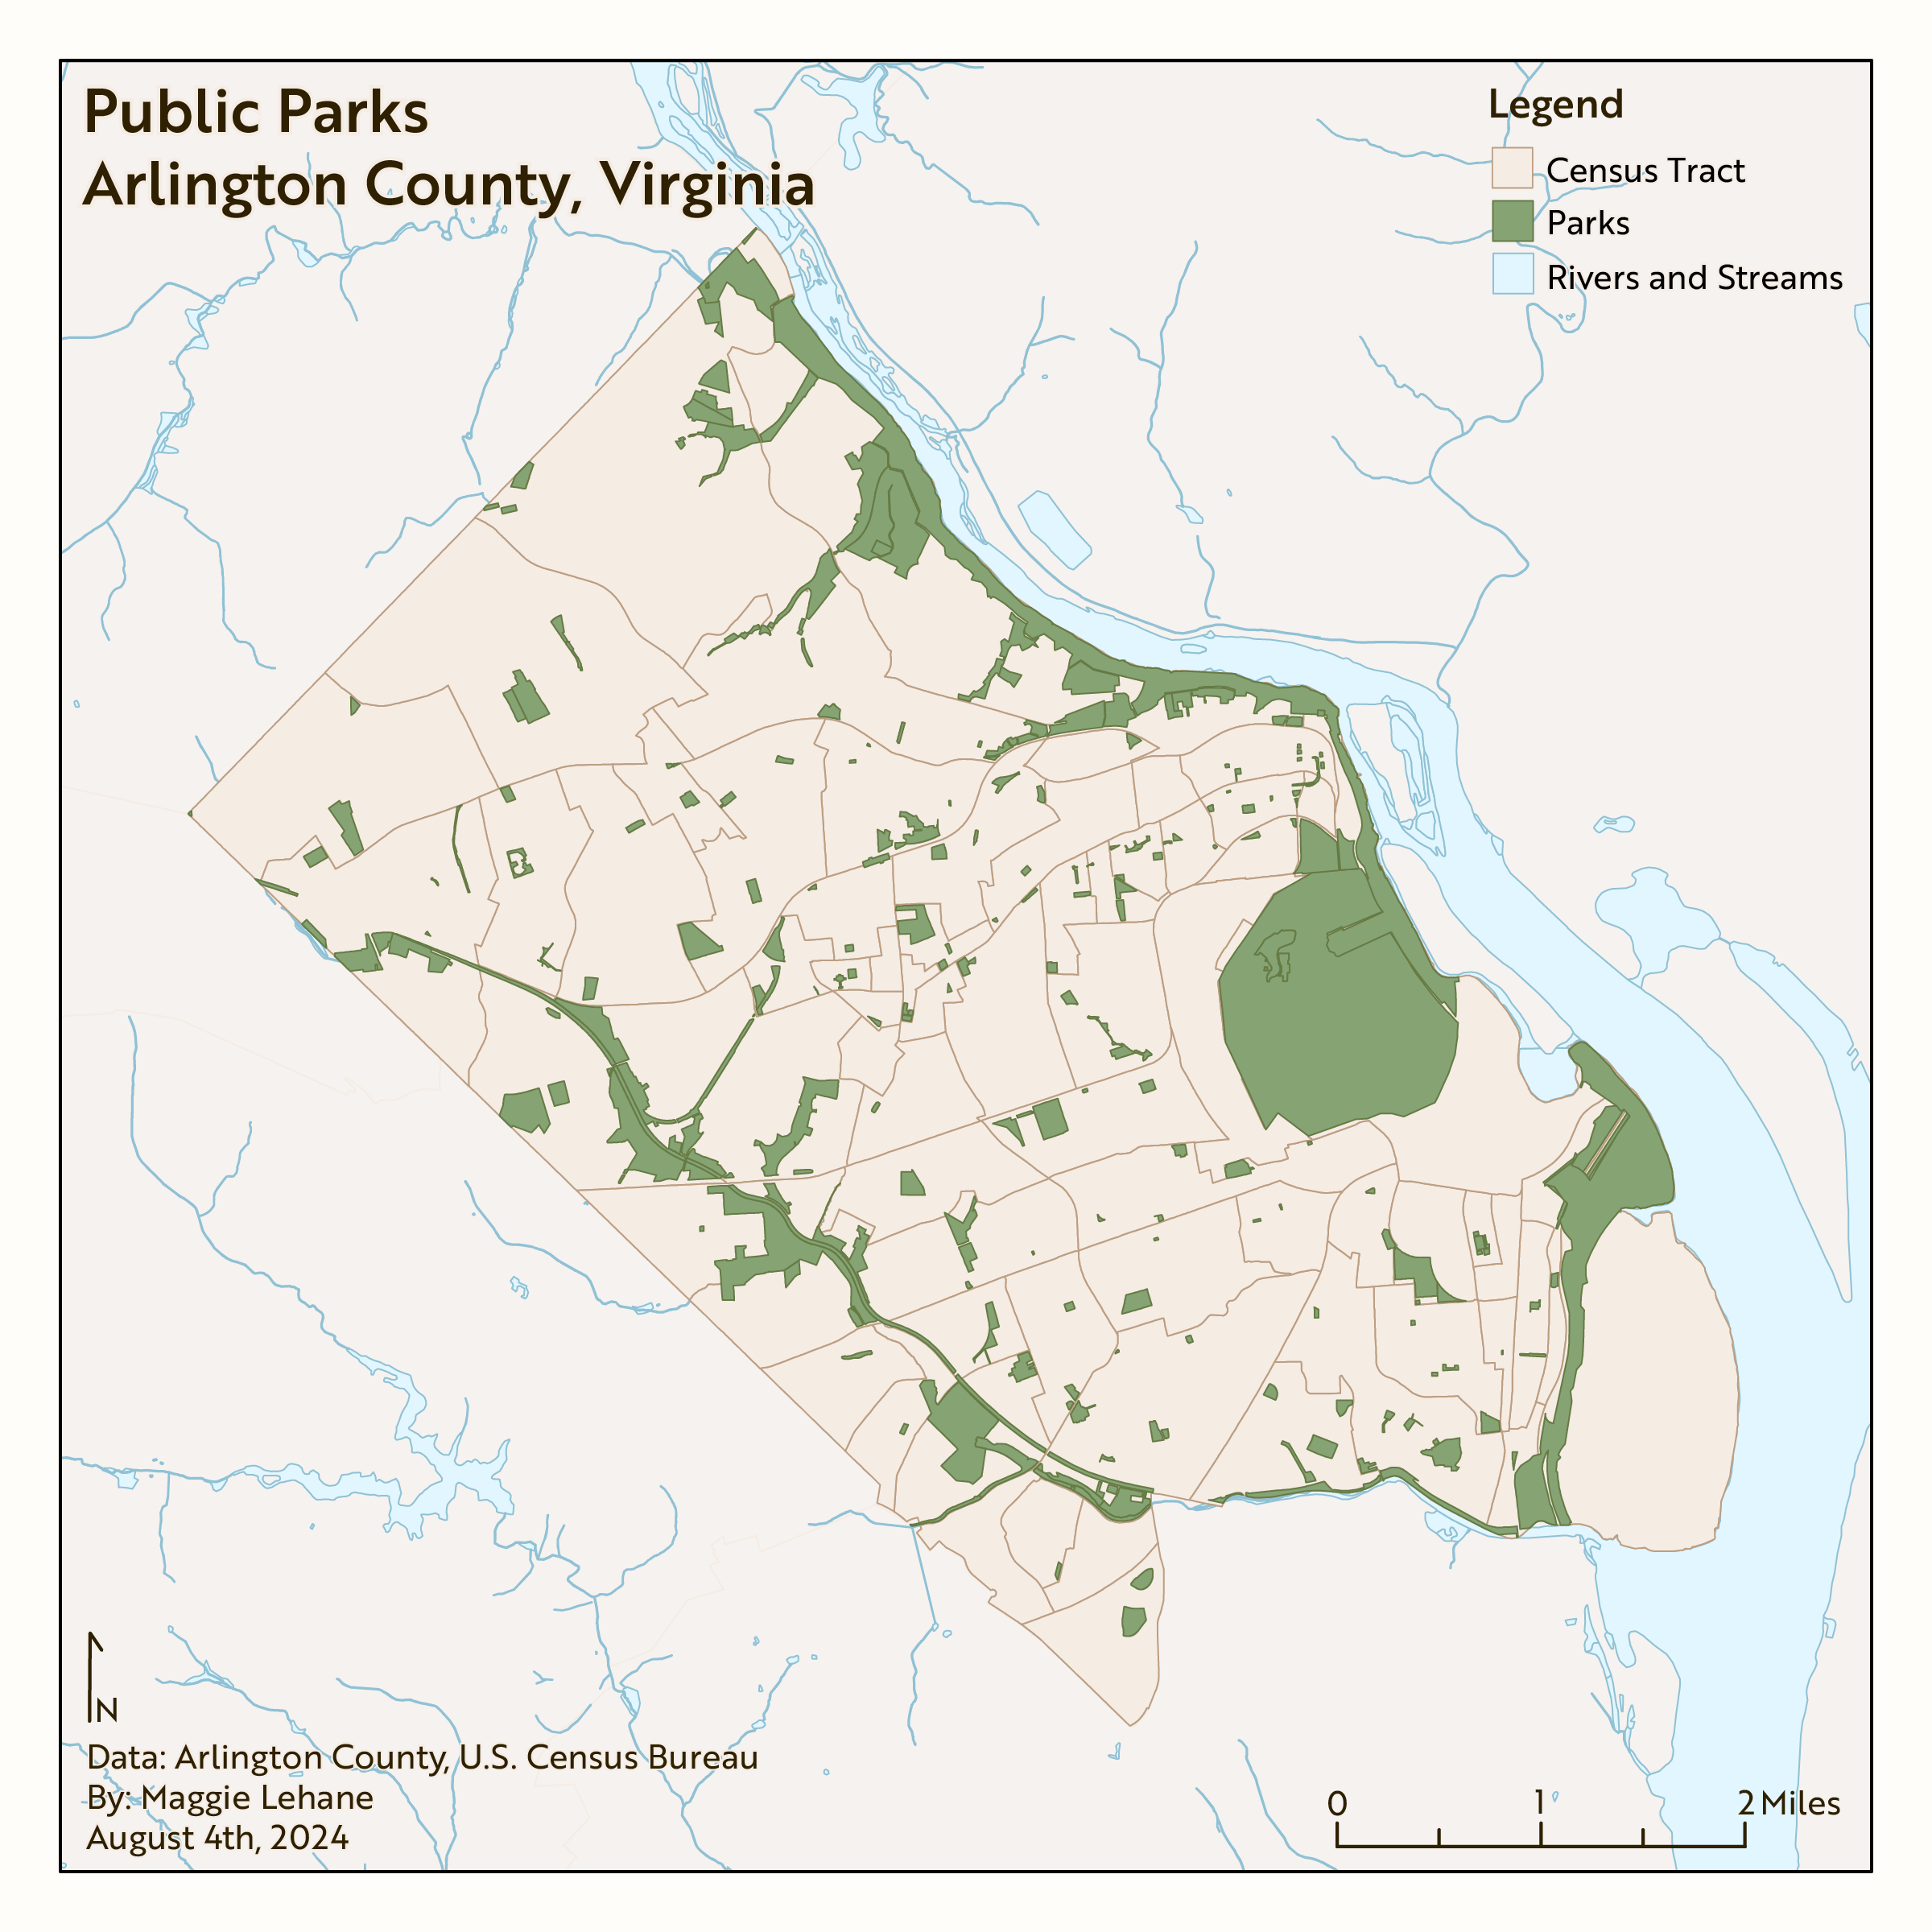 Public Parks
Arlington County, Virginia
Legend
Census Tract
Parks
Rivers and Streams
N
Data: Arlington County, U.S. Census Bureau
By: Maggie Lehane
August 4th, 2024
0 1 2 Miles